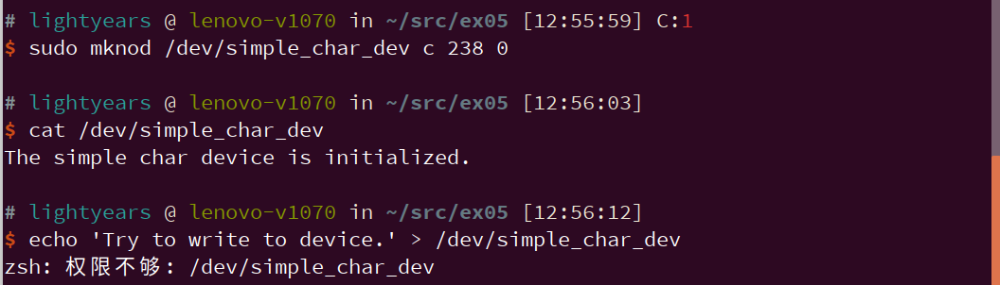 # lightyears @ lenovo-v1070 in ~/src/ex05 [12:55:59] C:1
$ sudo mknod /dev/simple_char_dev c 238 0
# lightyears @ lenovo-v1070 in ~/src/ex05 [12:56:03]
$ cat /dev/simple_char_dev
The simple char device is initialized.
# lightyears @ lenovo-v1070 in ~/src/ex05 [12:56:12]
$ echo 'Try to write to device.' > /dev/simple_char_dev
zsh: 权限不够: /dev/simple_char_dev